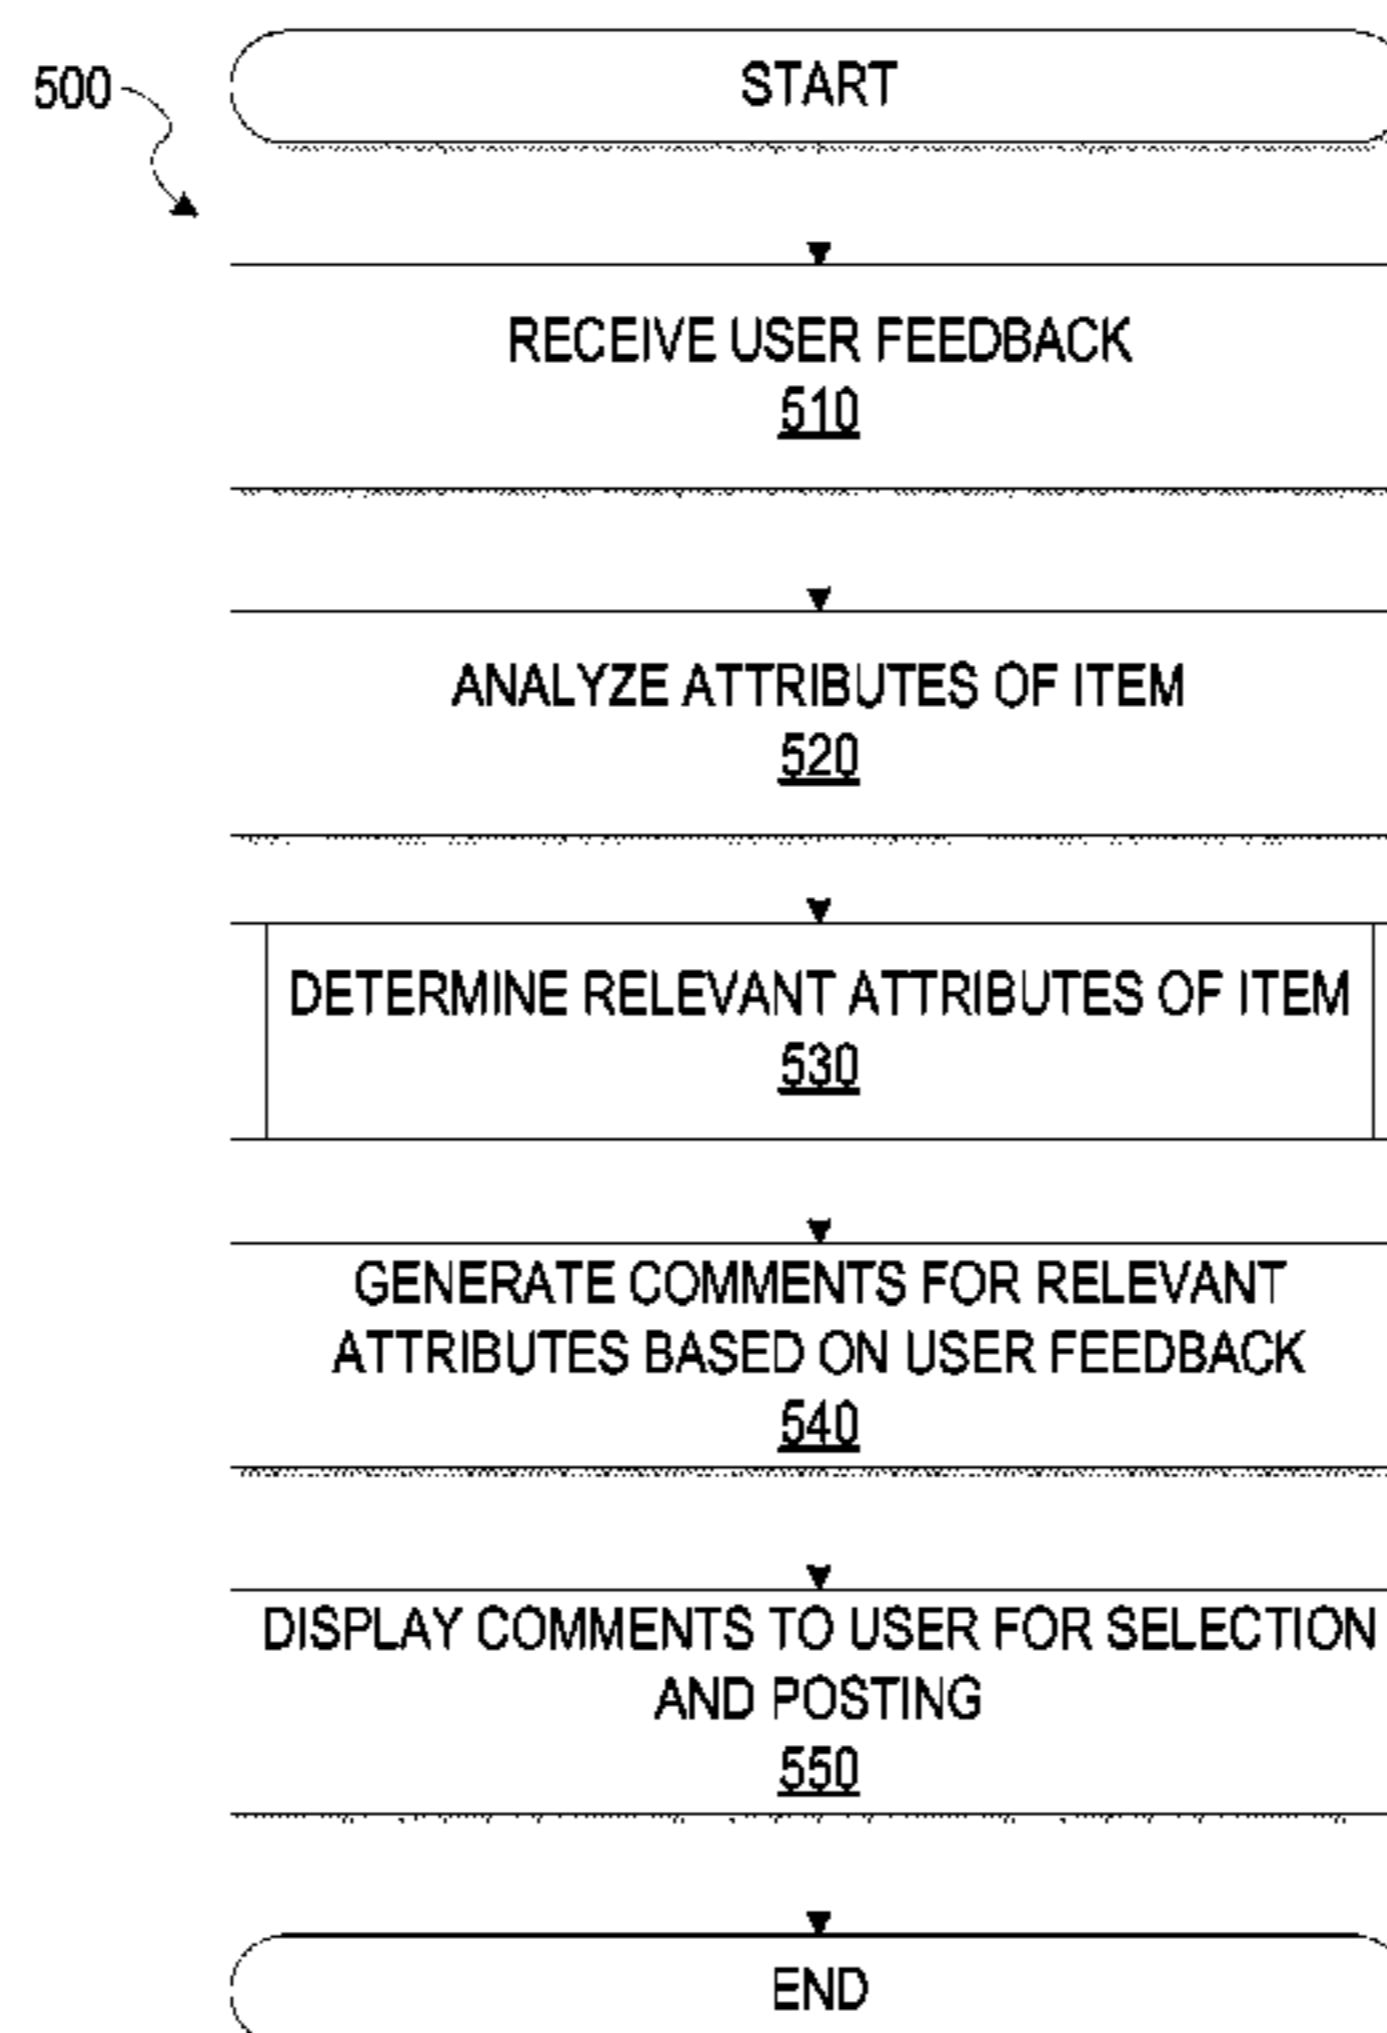 500
START
RECEIVE USER FEEDBACK
510
ANALYZE ATTRIBUTES OF ITEM
520
DETERMINE RELEVANT ATTRIBUTES OF ITEM
530
GENERATE COMMENTS FOR RELEVANT
ATTRIBUTES BASED ON USER FEEDBACK
540
DISPLAY COMMENTS TO USER FOR SELECTION
AND POSTING
550
END